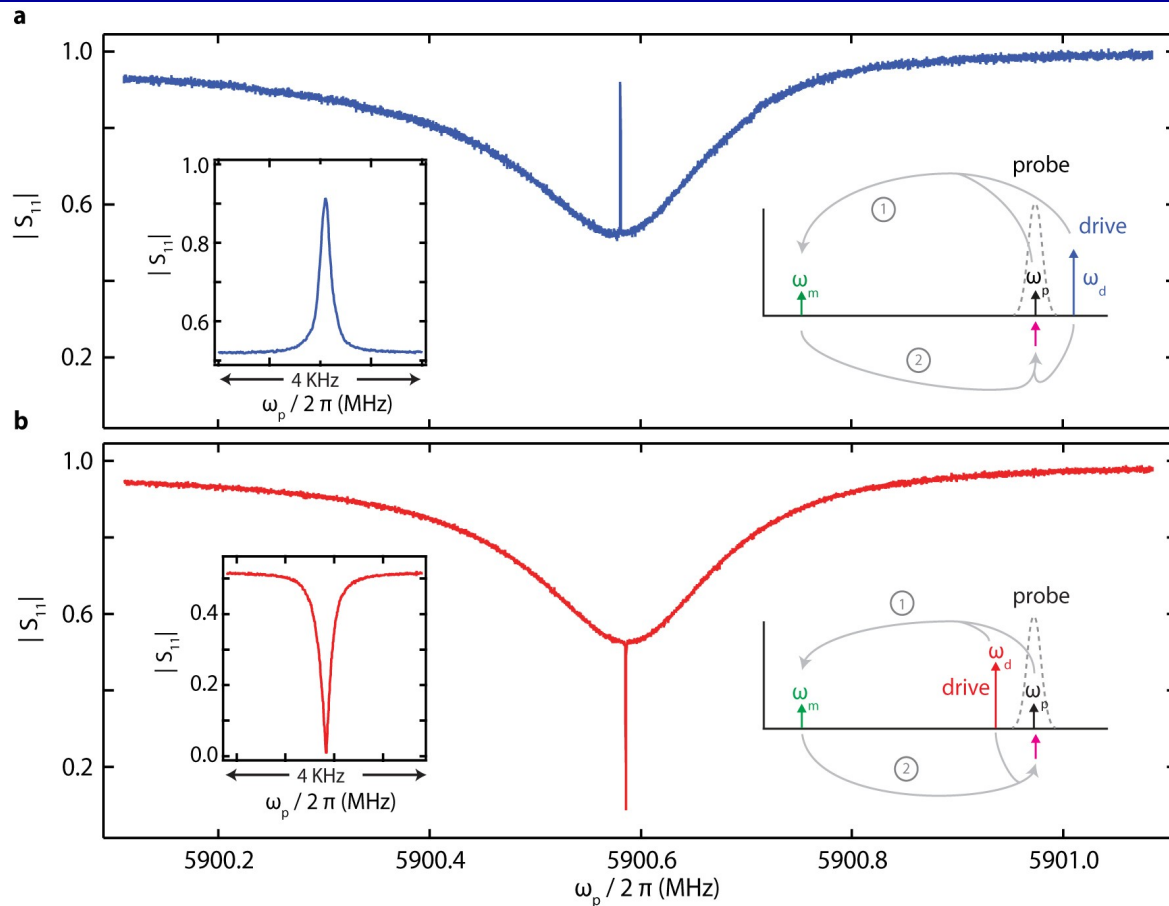 a
1.0
0.6
0.2
| S11|
1.0
0.8
0.6
| S11|
4 KHz
ωp / 2 π (MHz)
probe
1
drive
ωm
ωp
ωd
2
b
1.0
0.6
0.2
| S11|
0.4
0.2
0.0
| S11|
4 KHz
ωp / 2 π (MHz)
probe
1
ωd
drive
ωm
ωp
2
5900.2 5900.4 5900.6 5900.8 5901.0
ωp / 2 π (MHz)